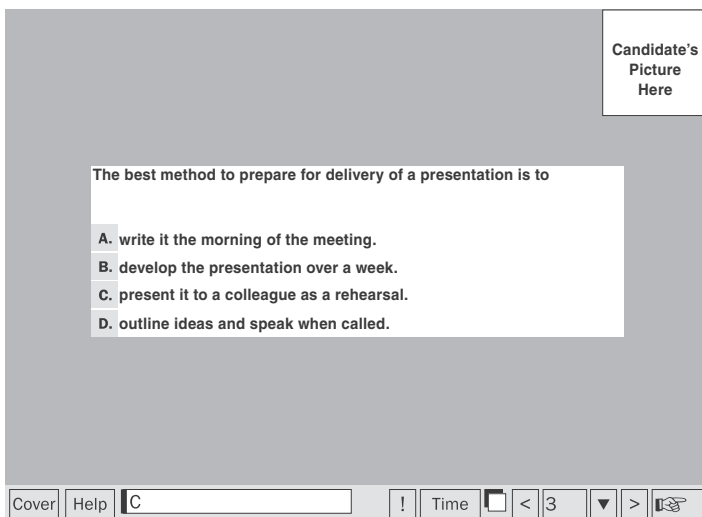 Candidate's
Picture
Here
The best method to prepare for delivery of a presentation is to
A. write it the morning of the meeting.
B. develop the presentation over a week.
C. present it to a colleague as a rehearsal.
D. outline ideas and speak when called.
Cover Help C ! Time < 3 ▼ >